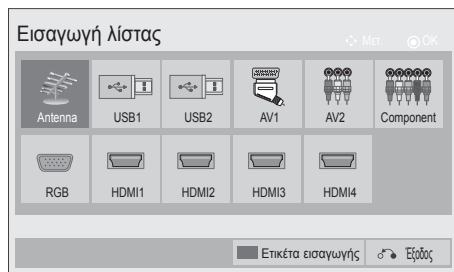 Εισαγωγή λίστας
Μετ. OK
Antenna USB1 USB2 AV1 AV2 Component
RGB HDMI1 HDMI2 HDMI3 HDMI4
Ετικέτα εισαγωγής Έξοδος